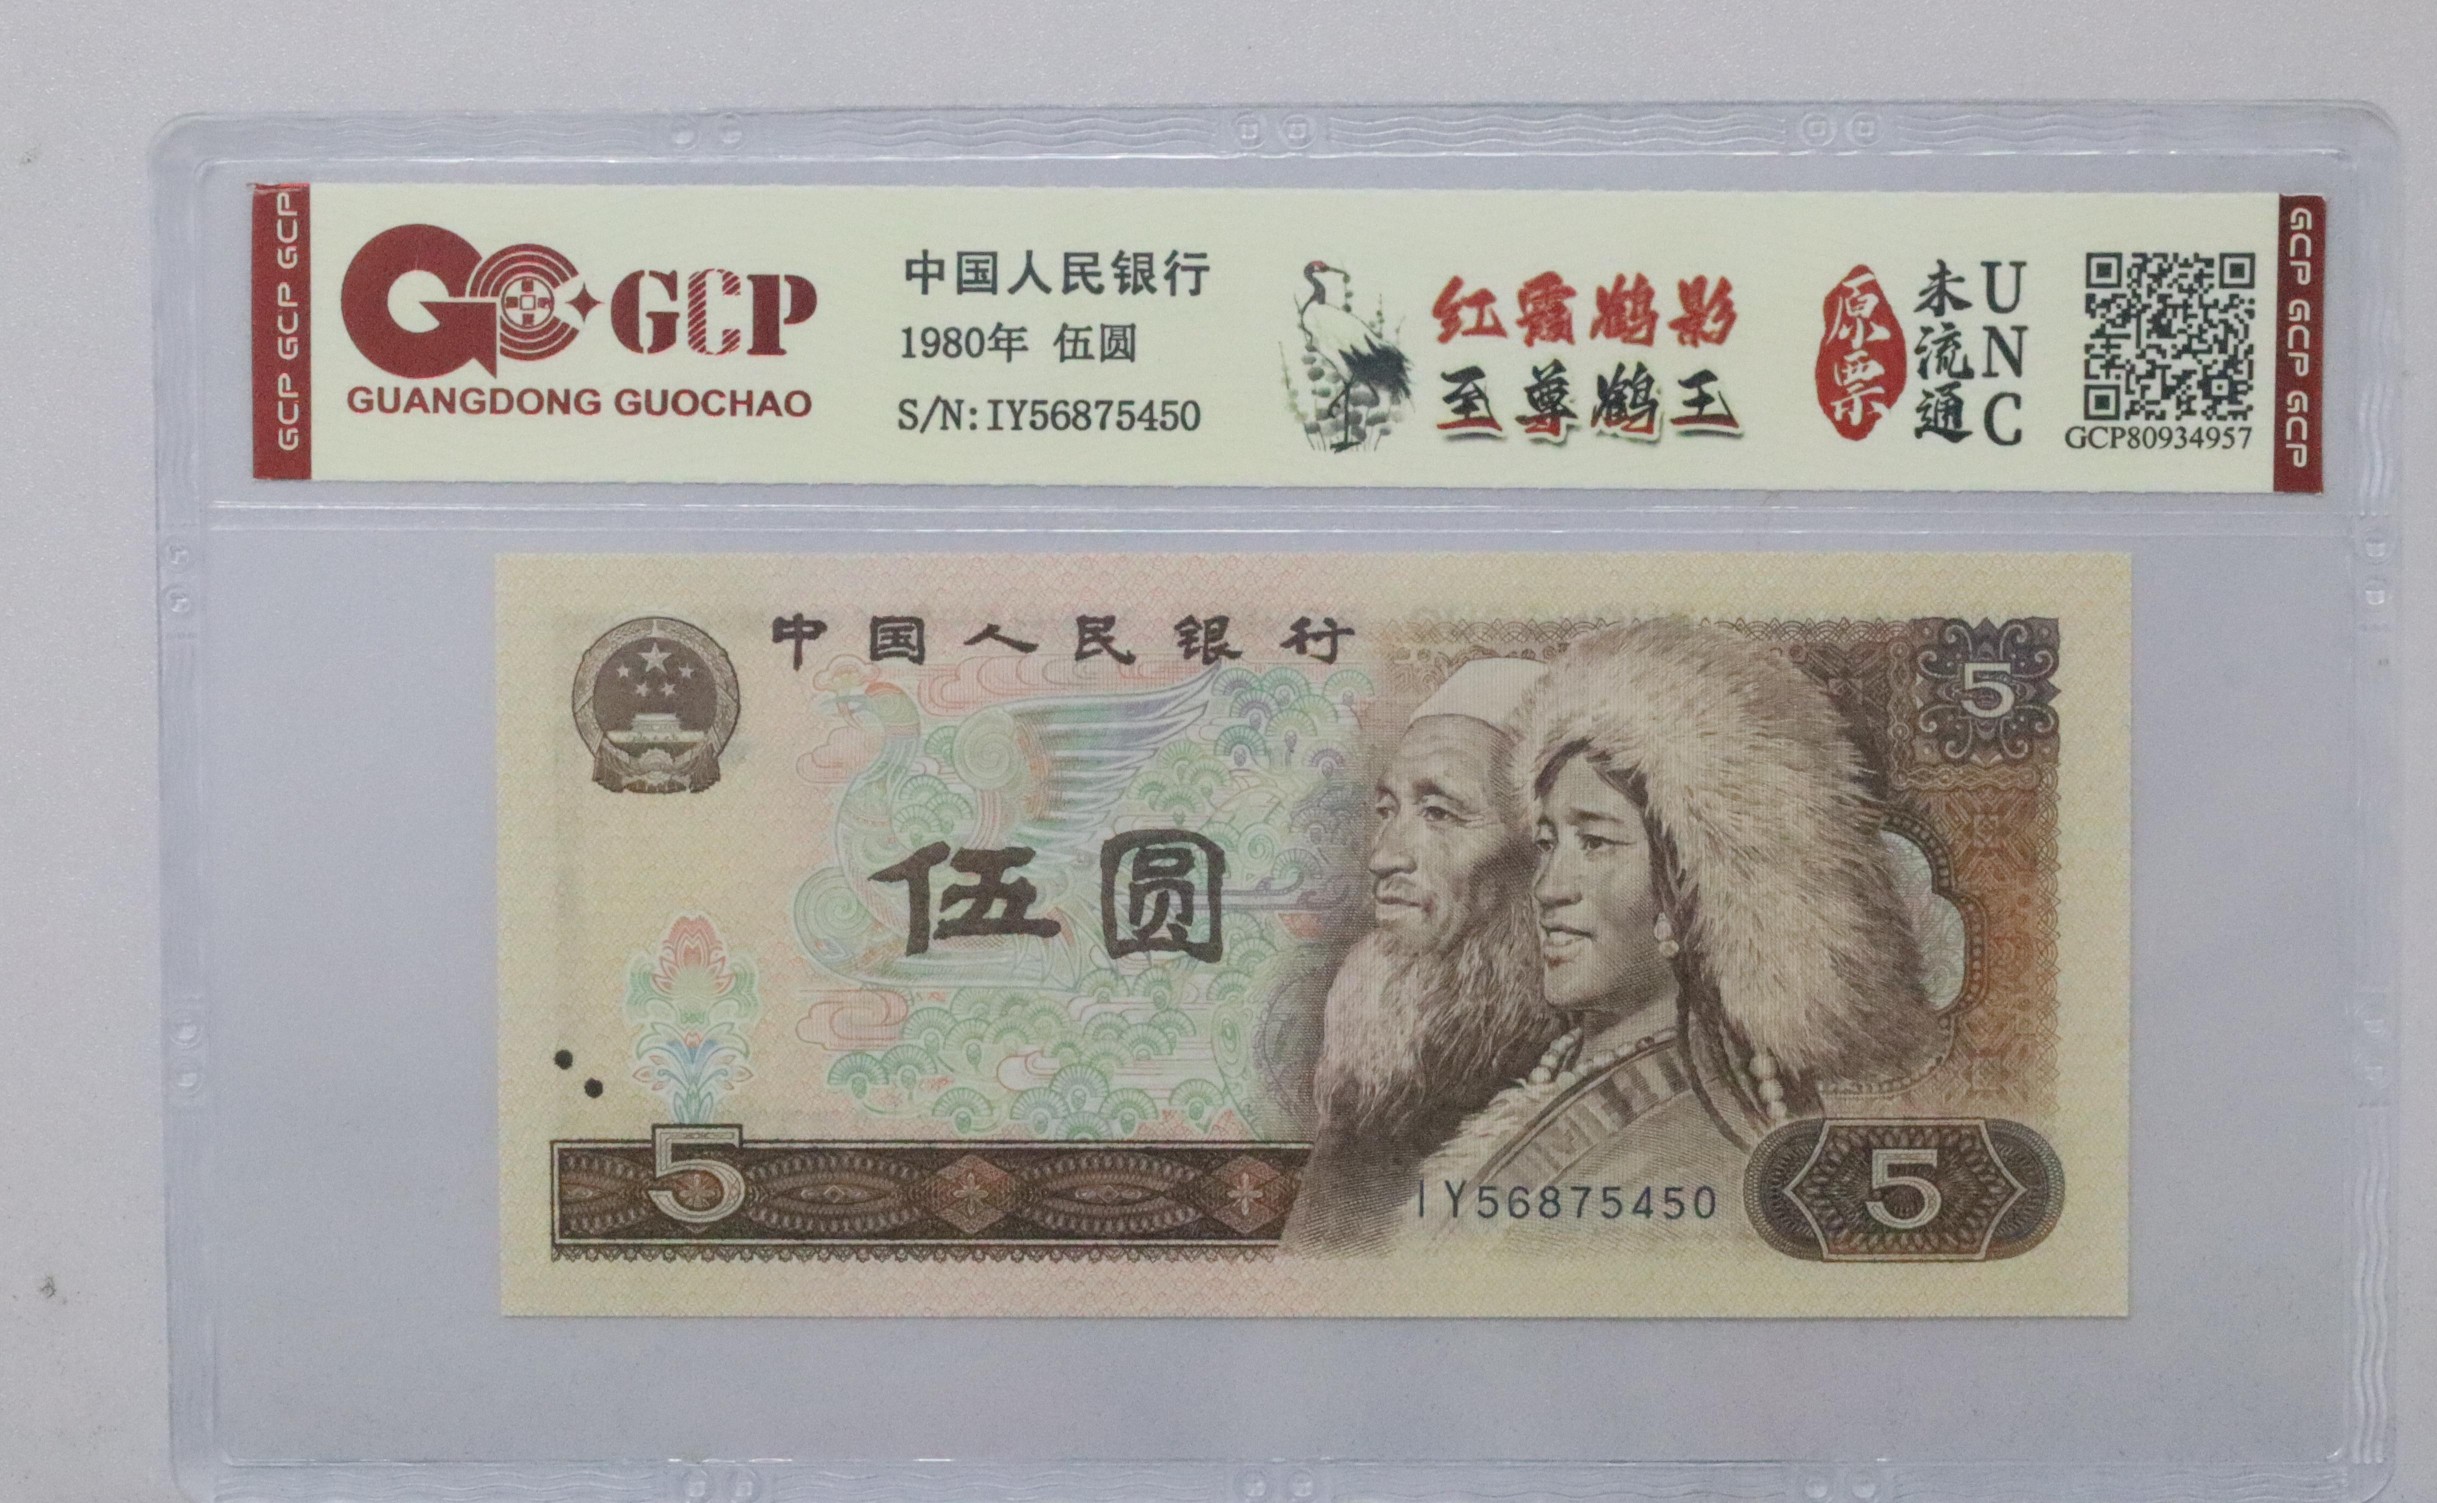 GCP GCP GCP
GCP
GUANGDONG GUOCHAO
中国人民银行
1980年 伍圆
S/N: IY56875450
红霞鹤影
至尊鹤王
原票
未流通
UNC
GCP80934957
GCP GCP GCP
中国人民银行
5
伍圆
5
IY56875450
5